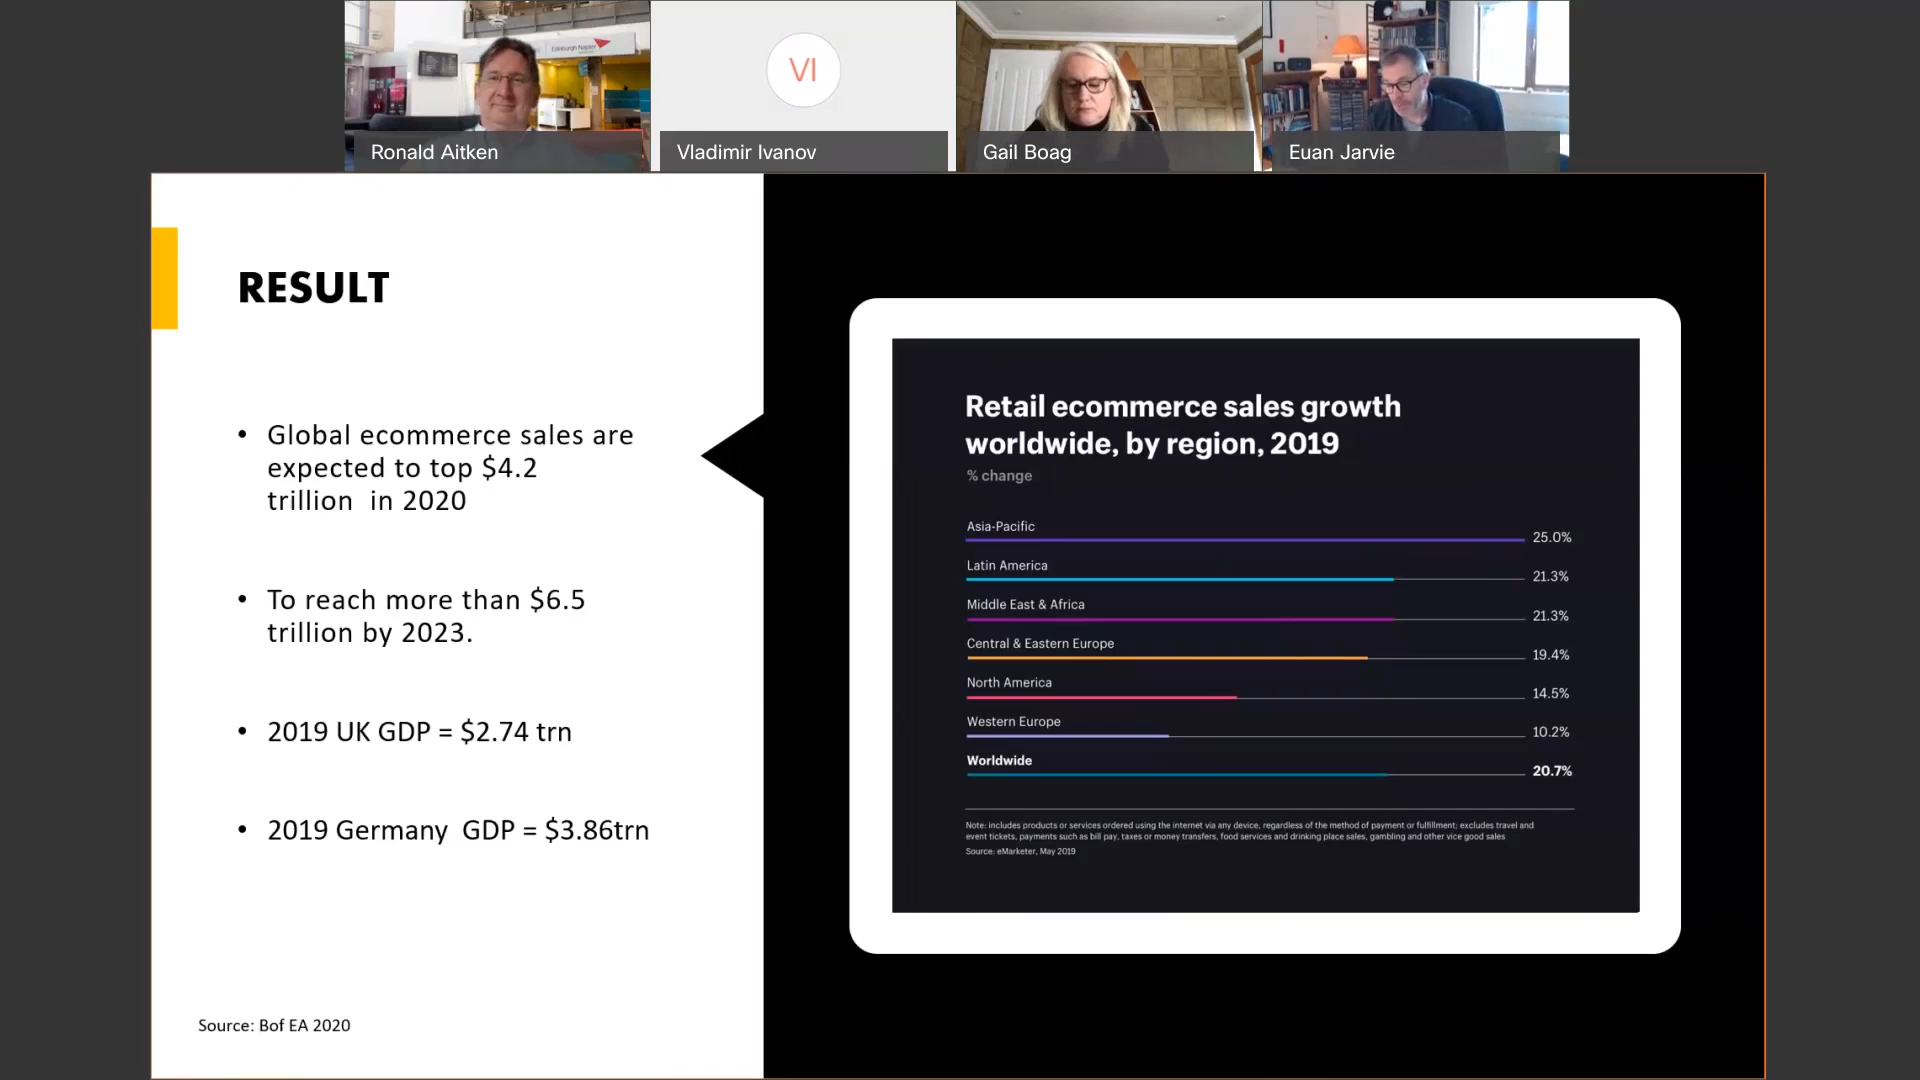 Edinburgh Napier
Ronald Aitken
VI
Vladimir Ivanov
Gail Boag
Euan Jarvie
RESULT
• Global ecommerce sales are
expected to top $4.2
trillion in 2020
• To reach more than $6.5
trillion by 2023.
• 2019 UK GDP = $2.74 trn
• 2019 Germany GDP = $3.86trn
Source: Bof EA 2020
Retail ecommerce sales growth
worldwide, by region, 2019
% change
Asia-Pacific
25.0%
Latin America
21.3%
Middle East & Africa
21.3%
Central & Eastern Europe
19.4%
North America
14.5%
Western Europe
10.2%
Worldwide
20.7%
Note: includes products or services ordered using the internet via any device, regardless of the method of payment or fulfillment; excludes travel and
event tickets, payments such as bill pay, taxes or money transfers, food services and drinking place sales, gambling and other vice good sales
Source: eMarketer, May 2019